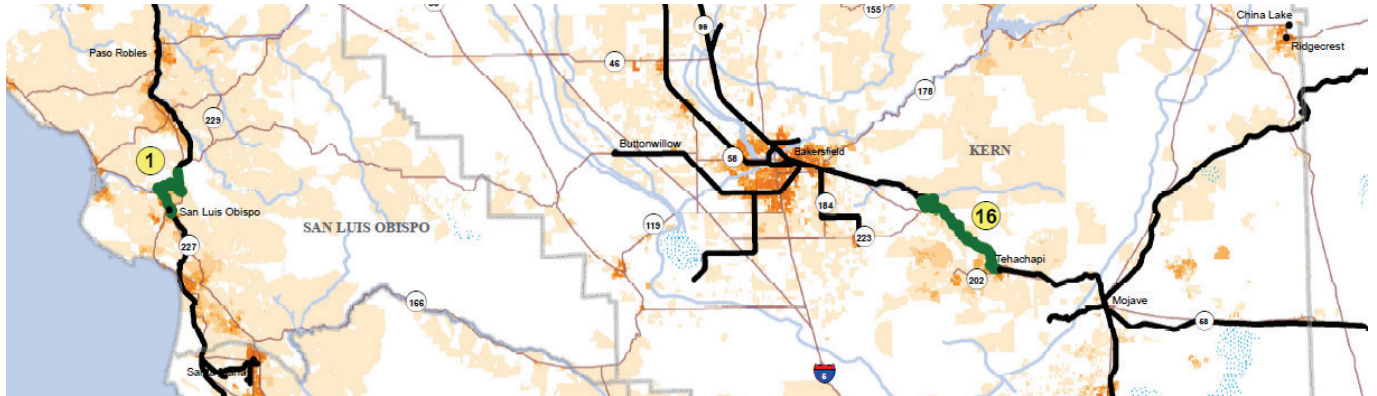 155
China Lake
Ridgecrest
99
Paso Robles
46
178
229
Buttonwillow
58
Bakersfield
KERN
1
San Luis Obispo
184
16
SAN LUIS OBISPO
119
223
227
Tehachapi
202
166
Mojave
58
5